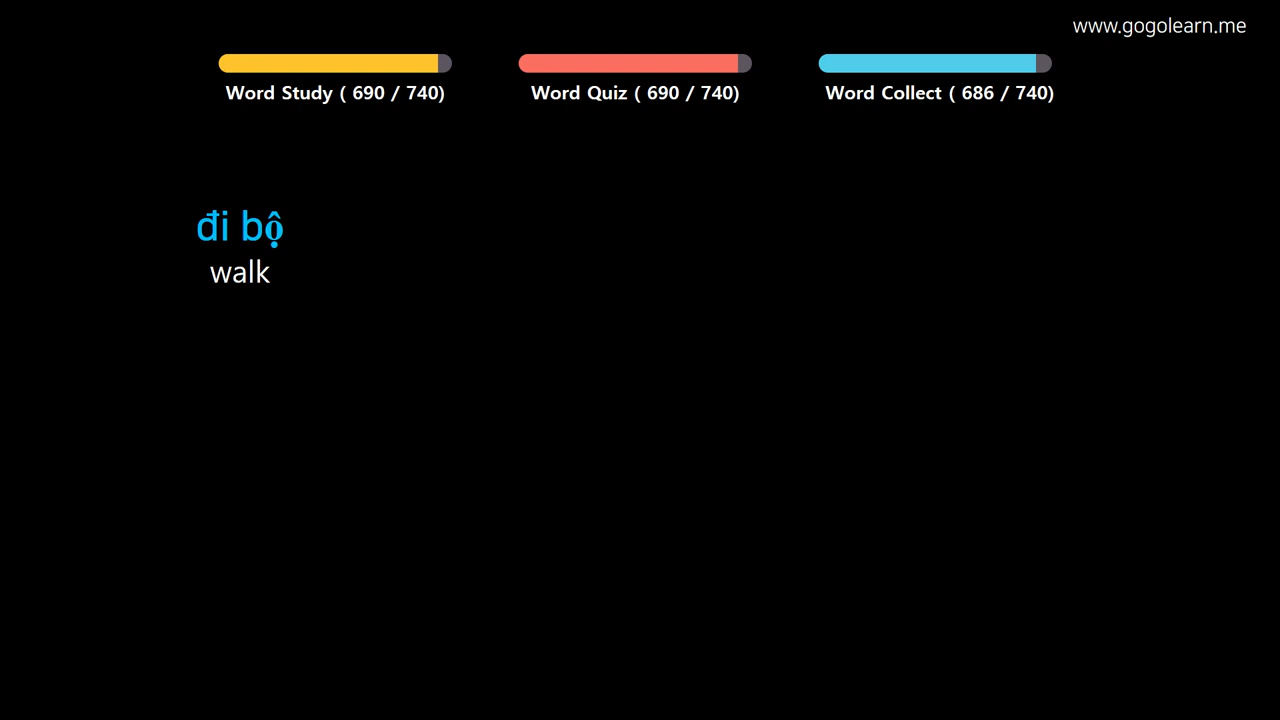 www.gogolearn.me
Word Study ( 690 / 740)
Word Quiz ( 690 / 740)
Word Collect ( 686 / 740)
đi bộ
walk